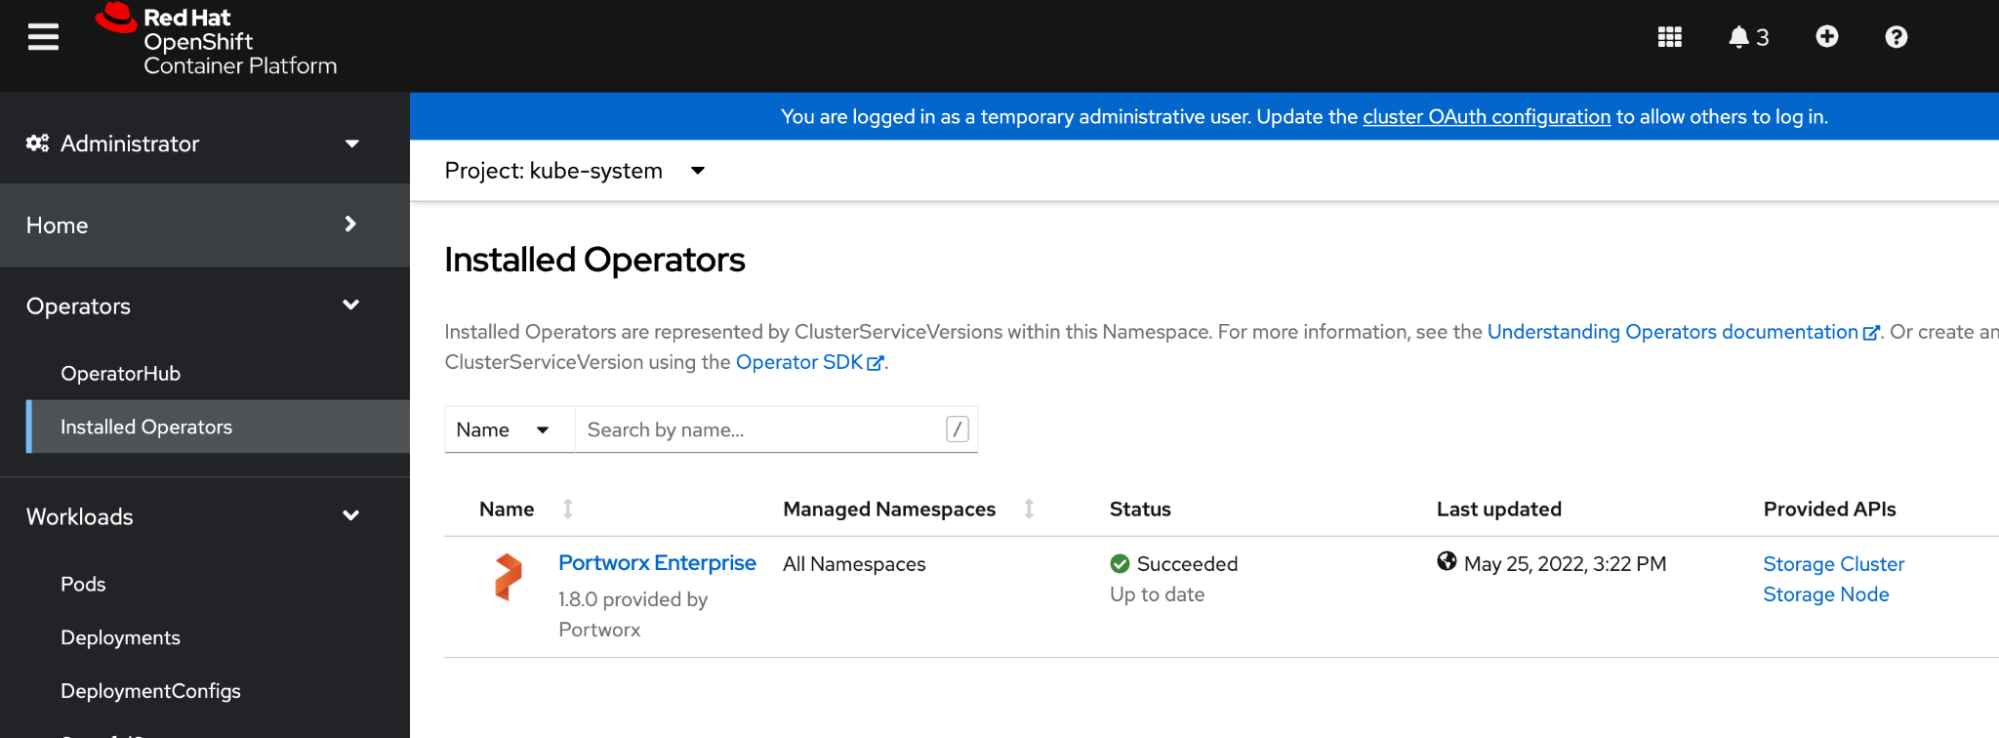 Red Hat
OpenShift
Container Platform
3
Administrator
Home
Operators
OperatorHub
Installed Operators
Workloads
Pods
Deployments
DeploymentConfigs
You are logged in as a temporary administrative user. Update the cluster OAuth configuration to allow others to log in.
Project: kube-system
Installed Operators
Installed Operators are represented by ClusterServiceVersions within this Namespace. For more information, see the Understanding Operators documentation. Or create an
ClusterServiceVersion using the Operator SDK.
Name Search by name... /
Name Managed Namespaces Status Last updated Provided APIs
Portworx Enterprise All Namespaces Succeeded May 25, 2022, 3:22 PM Storage Cluster
1.8.0 provided by Up to date Storage Node
Portworx